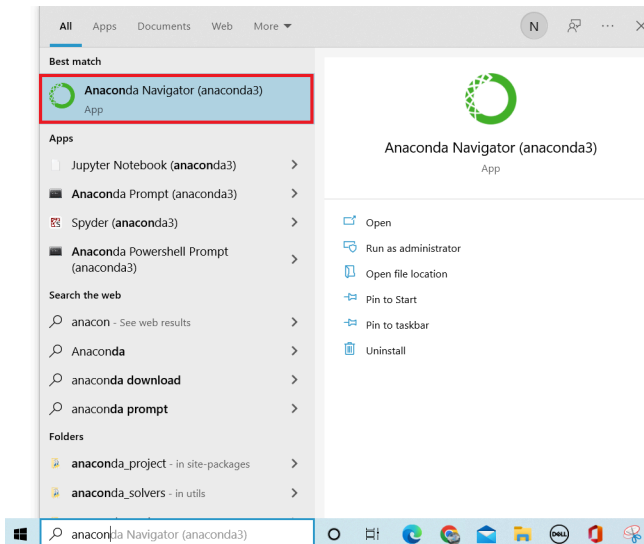 All Apps Documents Web More N ...
Best match
Anaconda Navigator (anaconda3)
App
Apps
Jupyter Notebook (anaconda3)
Anaconda Prompt (anaconda3)
Spyder (anaconda3)
Anaconda Powershell Prompt
(anaconda3)
Search the web
anacon - See web results
Anaconda
anaconda download
anaconda prompt
Folders
anaconda_project - in site-packages
anaconda_solvers - in utils
Anaconda Navigator (anaconda3)
App
Open
Run as administrator
Open file location
Pin to Start
Pin to taskbar
Uninstall
anaconda Navigator (anaconda3)
DELL